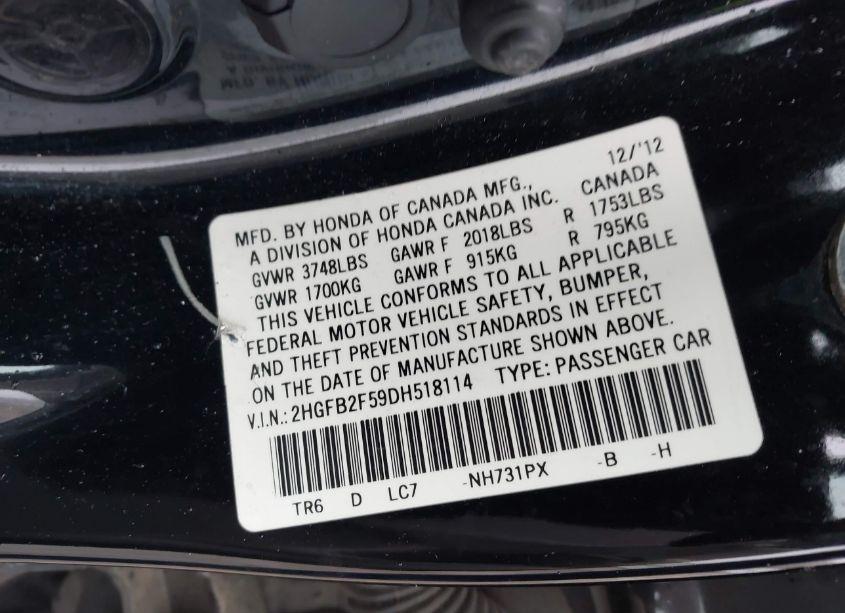 12/'12
MFD. BY HONDA OF CANADA MFG.,
A DIVISION OF HONDA CANADA INC. CANADA
GVWR 3748LBS GAWR F 2018LBS R 1753LBS
GVWR 1700KG GAWR F 915KG R 795KG
THIS VEHICLE CONFORMS TO ALL APPLICABLE
FEDERAL MOTOR VEHICLE SAFETY, BUMPER,
AND THEFT PREVENTION STANDARDS IN EFFECT
ON THE DATE OF MANUFACTURE SHOWN ABOVE.
V.I.N.: 2HGFB2F59DH518114 TYPE: PASSENGER CAR
TR6 D LC7 -NH731PX -B -H